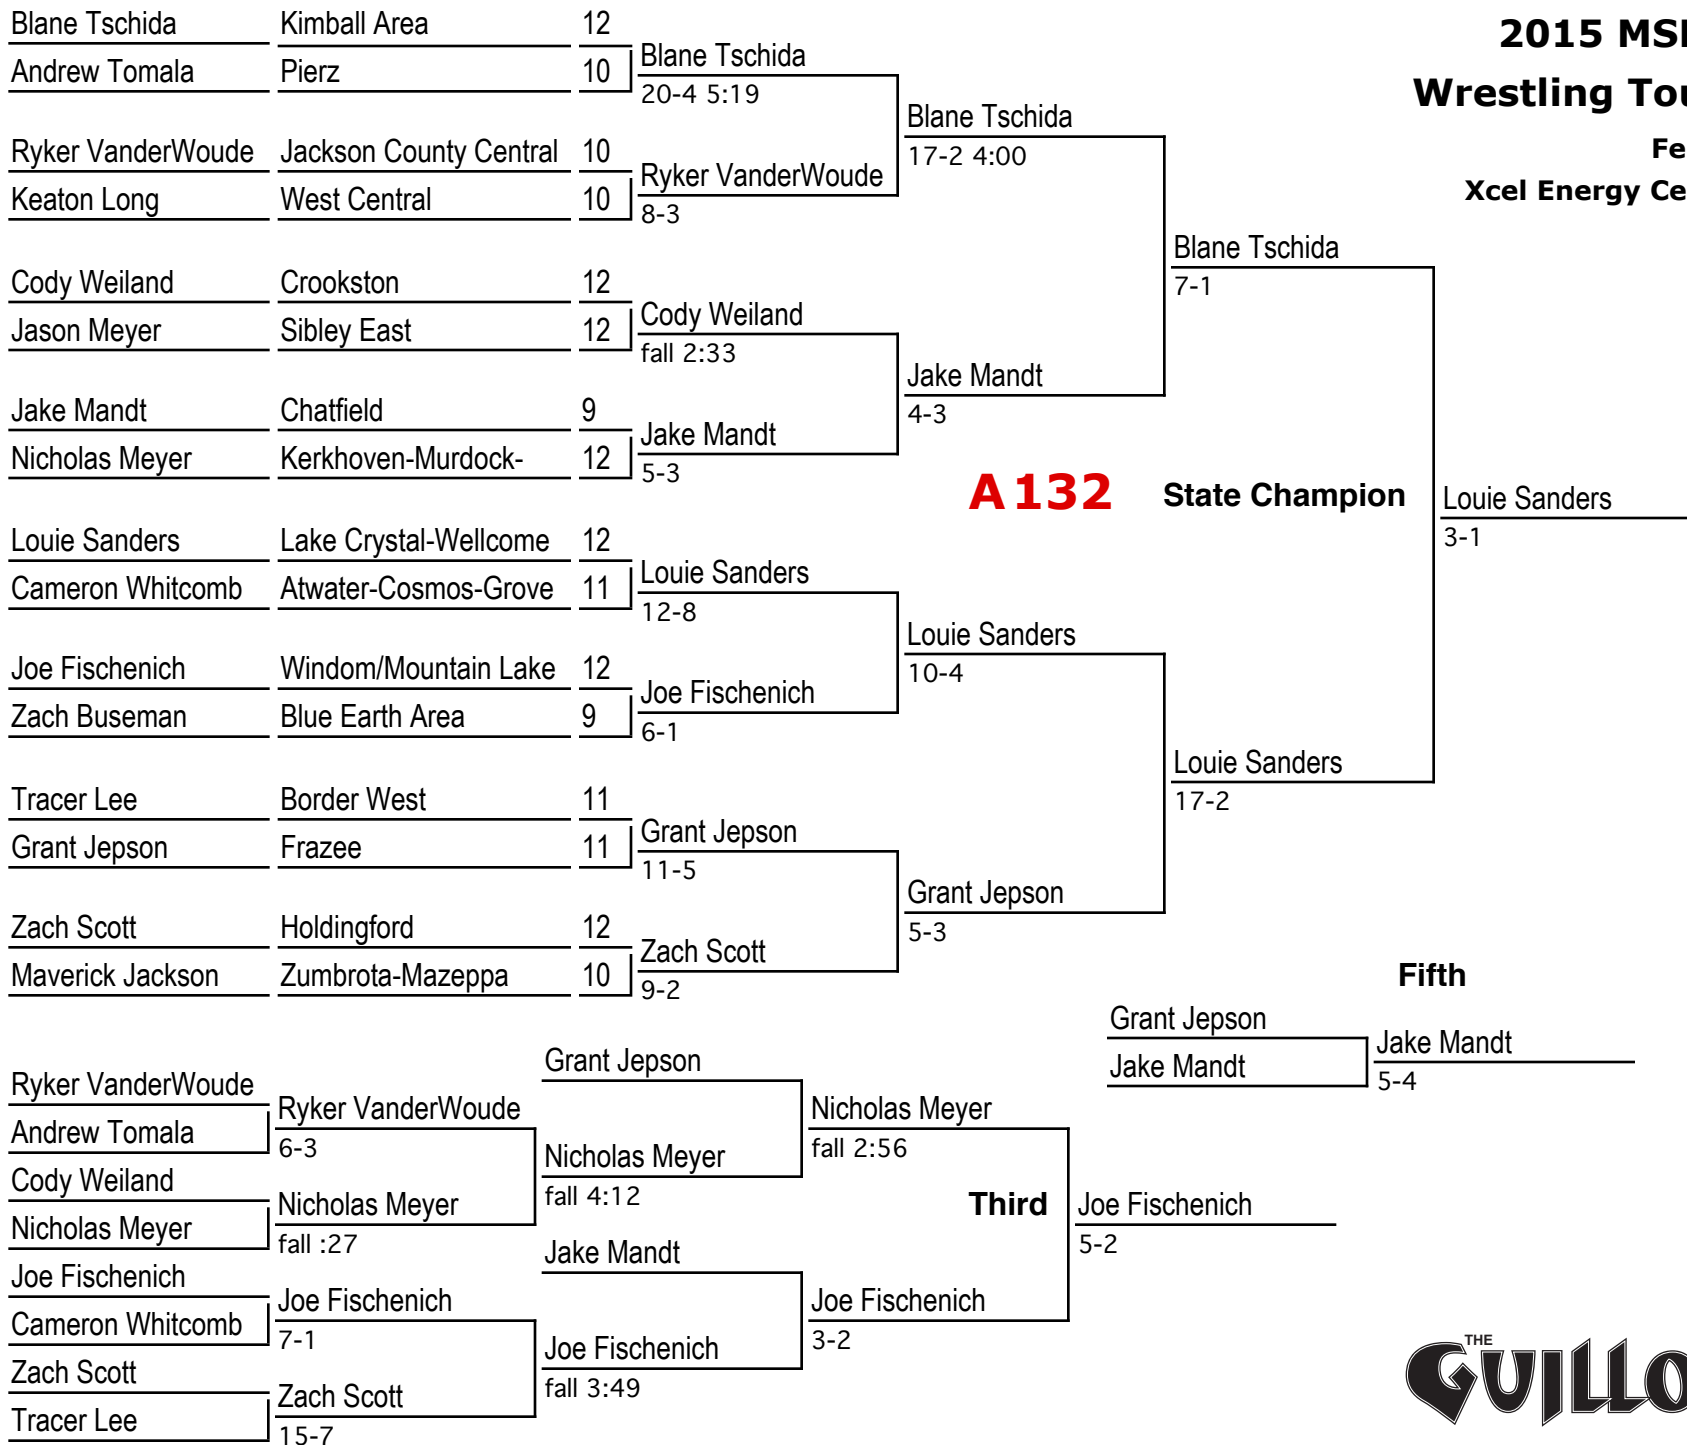 2015 MSH
Wrestling Tou
Fe
Xcel Energy Ce
Blane Tschida Kimball Area 12
Andrew Tomala Pierz 10
Blane Tschida
20-4 5:19
Ryker VanderWoude Jackson County Central 10
Keaton Long West Central 10
Ryker VanderWoude
8-3
Blane Tschida
17-2 4:00
Cody Weiland Crookston 12
Jason Meyer Sibley East 12
Cody Weiland
fall 2:33
Jake Mandt Chatfield 9
Nicholas Meyer Kerkhoven-Murdock- 12
Jake Mandt
5-3
Jake Mandt
4-3
Blane Tschida
7-1
A 132 State Champion
Louie Sanders
3-1
Louie Sanders Lake Crystal-Wellcome 12
Cameron Whitcomb Atwater-Cosmos-Grove 11
Louie Sanders
12-8
Joe Fischenich Windom/Mountain Lake 12
Zach Buseman Blue Earth Area 9
Joe Fischenich
6-1
Louie Sanders
10-4
Tracer Lee Border West 11
Grant Jepson Frazee 11
Grant Jepson
11-5
Zach Scott Holdingford 12
Maverick Jackson Zumbrota-Mazeppa 10
Zach Scott
9-2
Grant Jepson
5-3
Louie Sanders
17-2
Fifth
Grant Jepson
Jake Mandt
Jake Mandt
5-4
Ryker VanderWoude
Andrew Tomala
Ryker VanderWoude
6-3
Cody Weiland
Nicholas Meyer
Nicholas Meyer
fall :27
Joe Fischenich
Cameron Whitcomb
Joe Fischenich
7-1
Zach Scott
Tracer Lee
Zach Scott
15-7
Grant Jepson
Nicholas Meyer
fall 4:12
Nicholas Meyer
fall 2:56
Jake Mandt
Joe Fischenich
fall 3:49
Joe Fischenich
3-2
Third
Joe Fischenich
5-2
THE
GUILLO